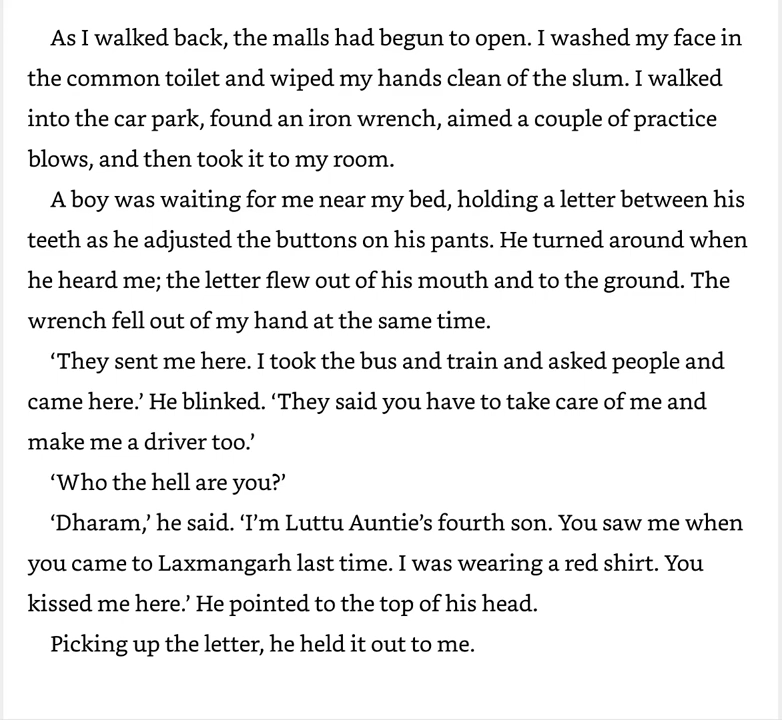 As I walked back, the malls had begun to open. I washed my face in
the common toilet and wiped my hands clean of the slum. I walked
into the car park, found an iron wrench, aimed a couple of practice
blows, and then took it to my room.
A boy was waiting for me near my bed, holding a letter between his
teeth as he adjusted the buttons on his pants. He turned around when
he heard me; the letter flew out of his mouth and to the ground. The
wrench fell out of my hand at the same time.
‘They sent me here. I took the bus and train and asked people and
came here.’ He blinked. ‘They said you have to take care of me and
make me a driver too.’
‘Who the hell are you?’
‘Dharam,’ he said. ‘I’m Luttu Auntie’s fourth son. You saw me when
you came to Laxmangarh last time. I was wearing a red shirt. You
kissed me here.’ He pointed to the top of his head.
Picking up the letter, he held it out to me.